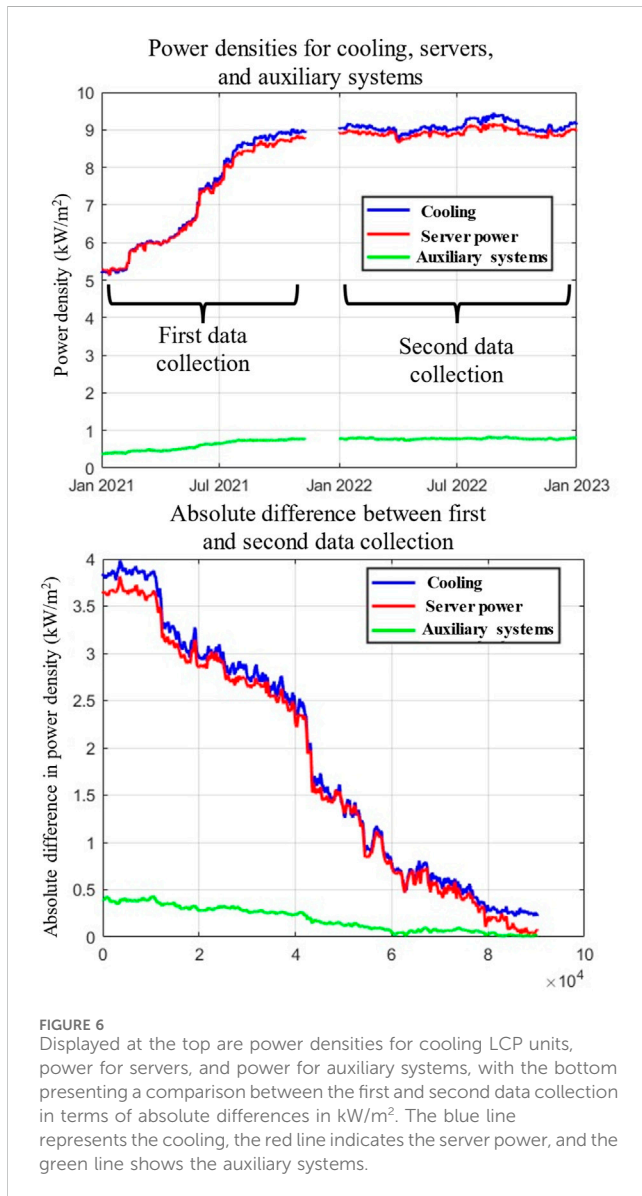 Power densities for cooling, servers,
and auxiliary systems
Power density (kW/m²)
10
9
8
7
6
5
4
3
2
1
0
Cooling
Server power
Auxiliary systems
First data
collection
Second data
collection
Jan 2021
Jul 2021
Jan 2022
Jul 2022
Jan 2023
Absolute difference between first
and second data collection
Absolute difference in power density (kW/m²)
4
3.5
3
2.5
2
1.5
1
0.5
0
Cooling
Server power
Auxiliary systems
0
2
4
6
8
10
×10⁴
FIGURE 6
Displayed at the top are power densities for cooling LCP units,
power for servers, and power for auxiliary systems, with the bottom
presenting a comparison between the first and second data collection
in terms of absolute differences in kW/m². The blue line
represents the cooling, the red line indicates the server power, and the
green line shows the auxiliary systems.